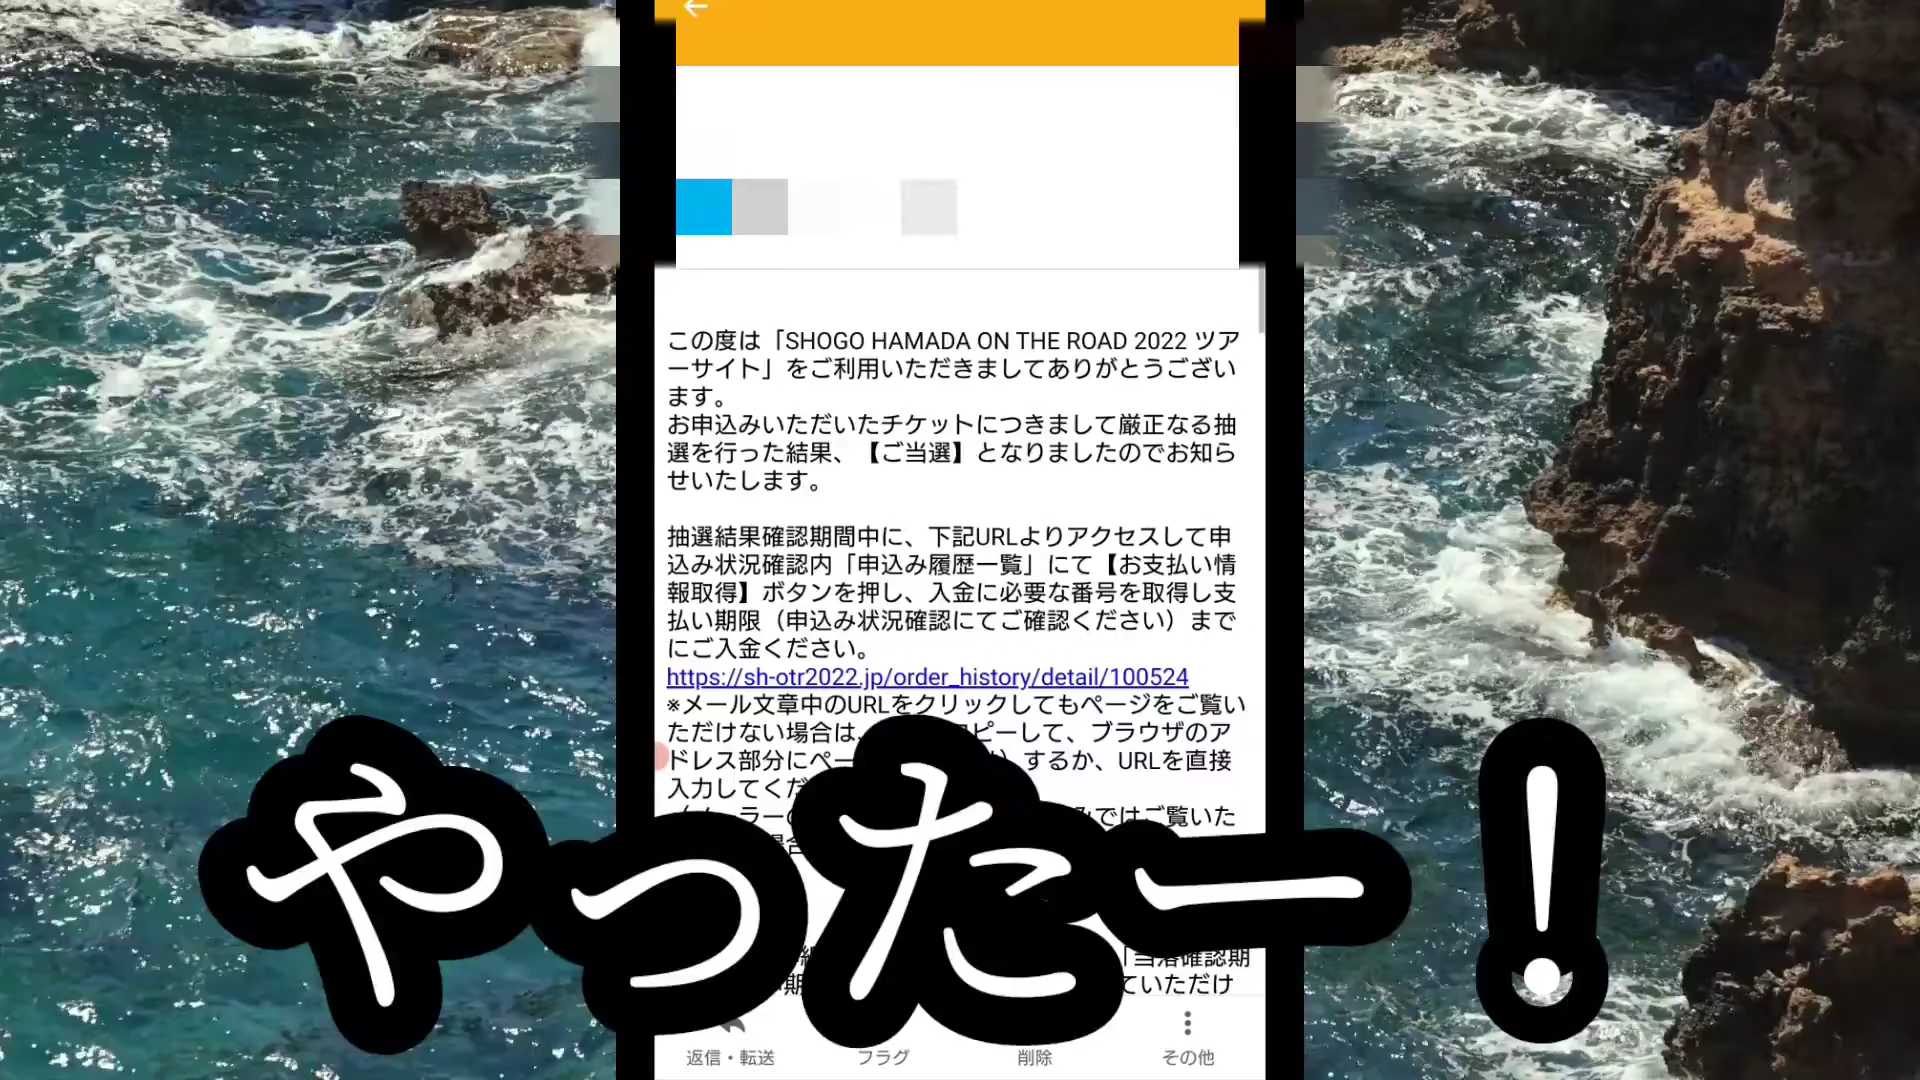 この度は「SHOGO HAMADA ON THE ROAD 2022 ツア
ーサイト」をご利用いただきましてありがとうござい
ます。
お申込みいただいたチケットにつきまして厳正なる抽
選を行った結果、【ご当選】となりましたのでお知ら
せいたします。
抽選結果確認期間中に、下記URLよりアクセスして申
込み状況確認内「申込み履歴一覧」にて【お支払い情
報取得】ボタンを押し、入金に必要な番号を取得し支
払い期限（申込み状況確認にてご確認ください）まで
にご入金ください。
https://sh-otr2022.jp/order_history/detail/100524
※メール文章中のURLをクリックしてもページをご覧い
ただけない場合は、 コピーして、ブラウザのア
ドレス部分にペー ）するか、URLを直接
入力してくだ
ではご覧いた
やったー！
「当落確認期
ていただけ
返信・転送
フラグ
削除
その他